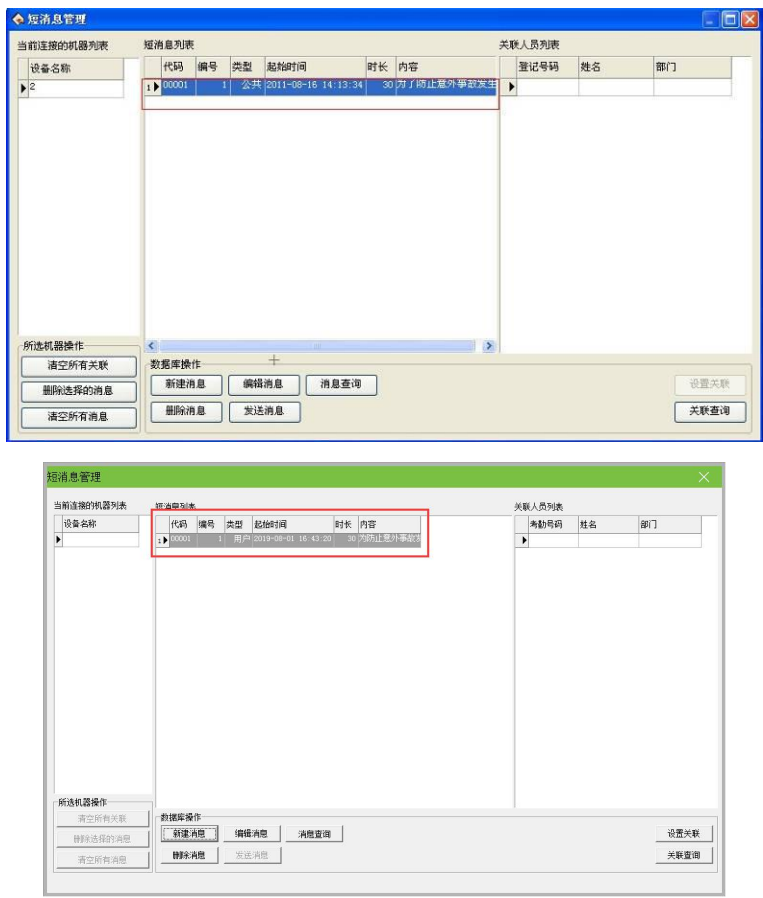 短消息管理
当前连接的机器列表 短消息列表 关联人员列表
设备名称 代码 编号 类型 起始时间 时长 内容 登记号码 姓名 部门
2 1 00001 1 公共 2011-08-16 14:13:34 30 为了防止意外事故发生
所选机器操作
数据库操作
清空所有关联 新建消息 编辑消息 消息查询 设置关联
删除选择的消息
删除消息 发送消息 关联查询
清空所有消息
短消息管理
当前连接的机器列表 短消息列表 关联人员列表
设备名称 代码 编号 类型 起始时间 时长 内容 考勤号码 姓名 部门
1 00001 1 用户 2019-08-01 16:43:20 30 为防止意外事故发
所选机器操作
数据库操作
清空所有关联 新建消息 编辑消息 消息查询 设置关联
删除选择的消息
删除消息 发送消息 关联查询
清空所有消息